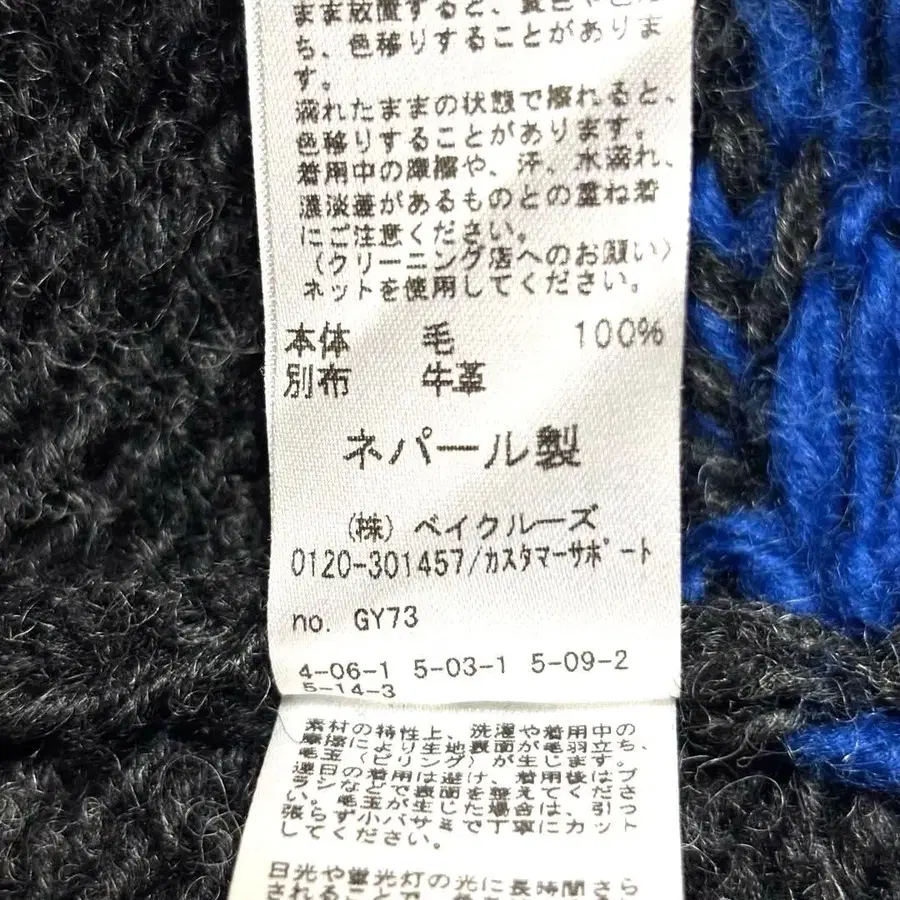 まま放置すると、変色や色落
ち、色移りすることがありま
す。
濡れたままの状態で擦れると、
色移りすることがあります。
着用中の摩擦や、汗、水濡れ、
濃淡差があるものとの重ね着
にご注意ください。
（クリーニング店へのお願い）
ネットを使用してください。
本体 毛 100%
別布 牛革
ネパール製
（株）ベイクルーズ
0120-301457/カスタマーサポート
no. GY73
4-06-1 5-03-1 5-09-2
5-14-3
素材の特性上、洗濯や着用中の
摩擦により生地表面が毛羽立ち、
毛玉（ピリング）が生じます。
連日の着用は避け、着用後はブ
ラシなどで表面を整えてくださ
い。毛玉が生じた場合は、引っ
張らず小バサミで丁寧にカット
してください。
日光や蛍光灯の光に長時間さら
されることで、